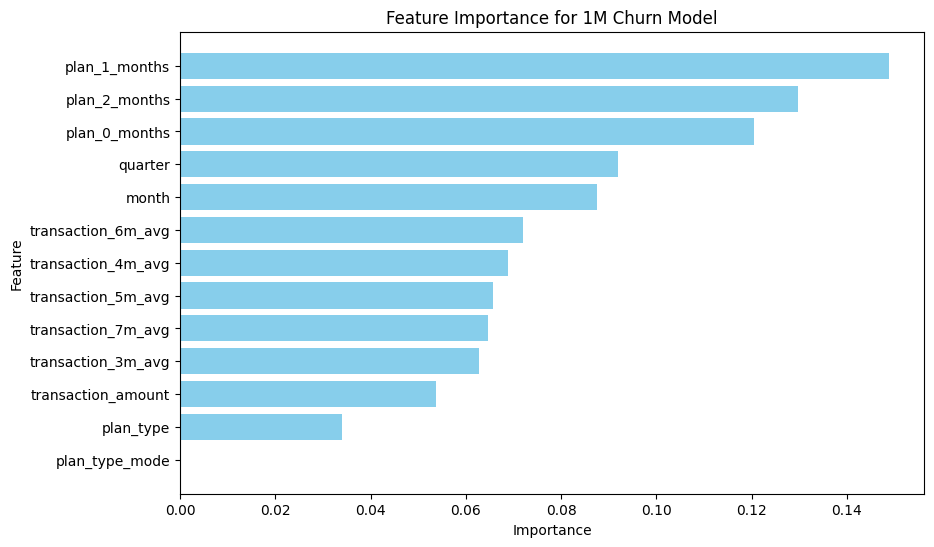 Feature Importance for 1M Churn Model
plan_1_months
plan_2_months
plan_0_months
quarter
month
transaction_6m_avg
transaction_4m_avg
transaction_5m_avg
transaction_7m_avg
transaction_3m_avg
transaction_amount
plan_type
plan_type_mode
Feature
0.00 0.02 0.04 0.06 0.08 0.10 0.12 0.14
Importance